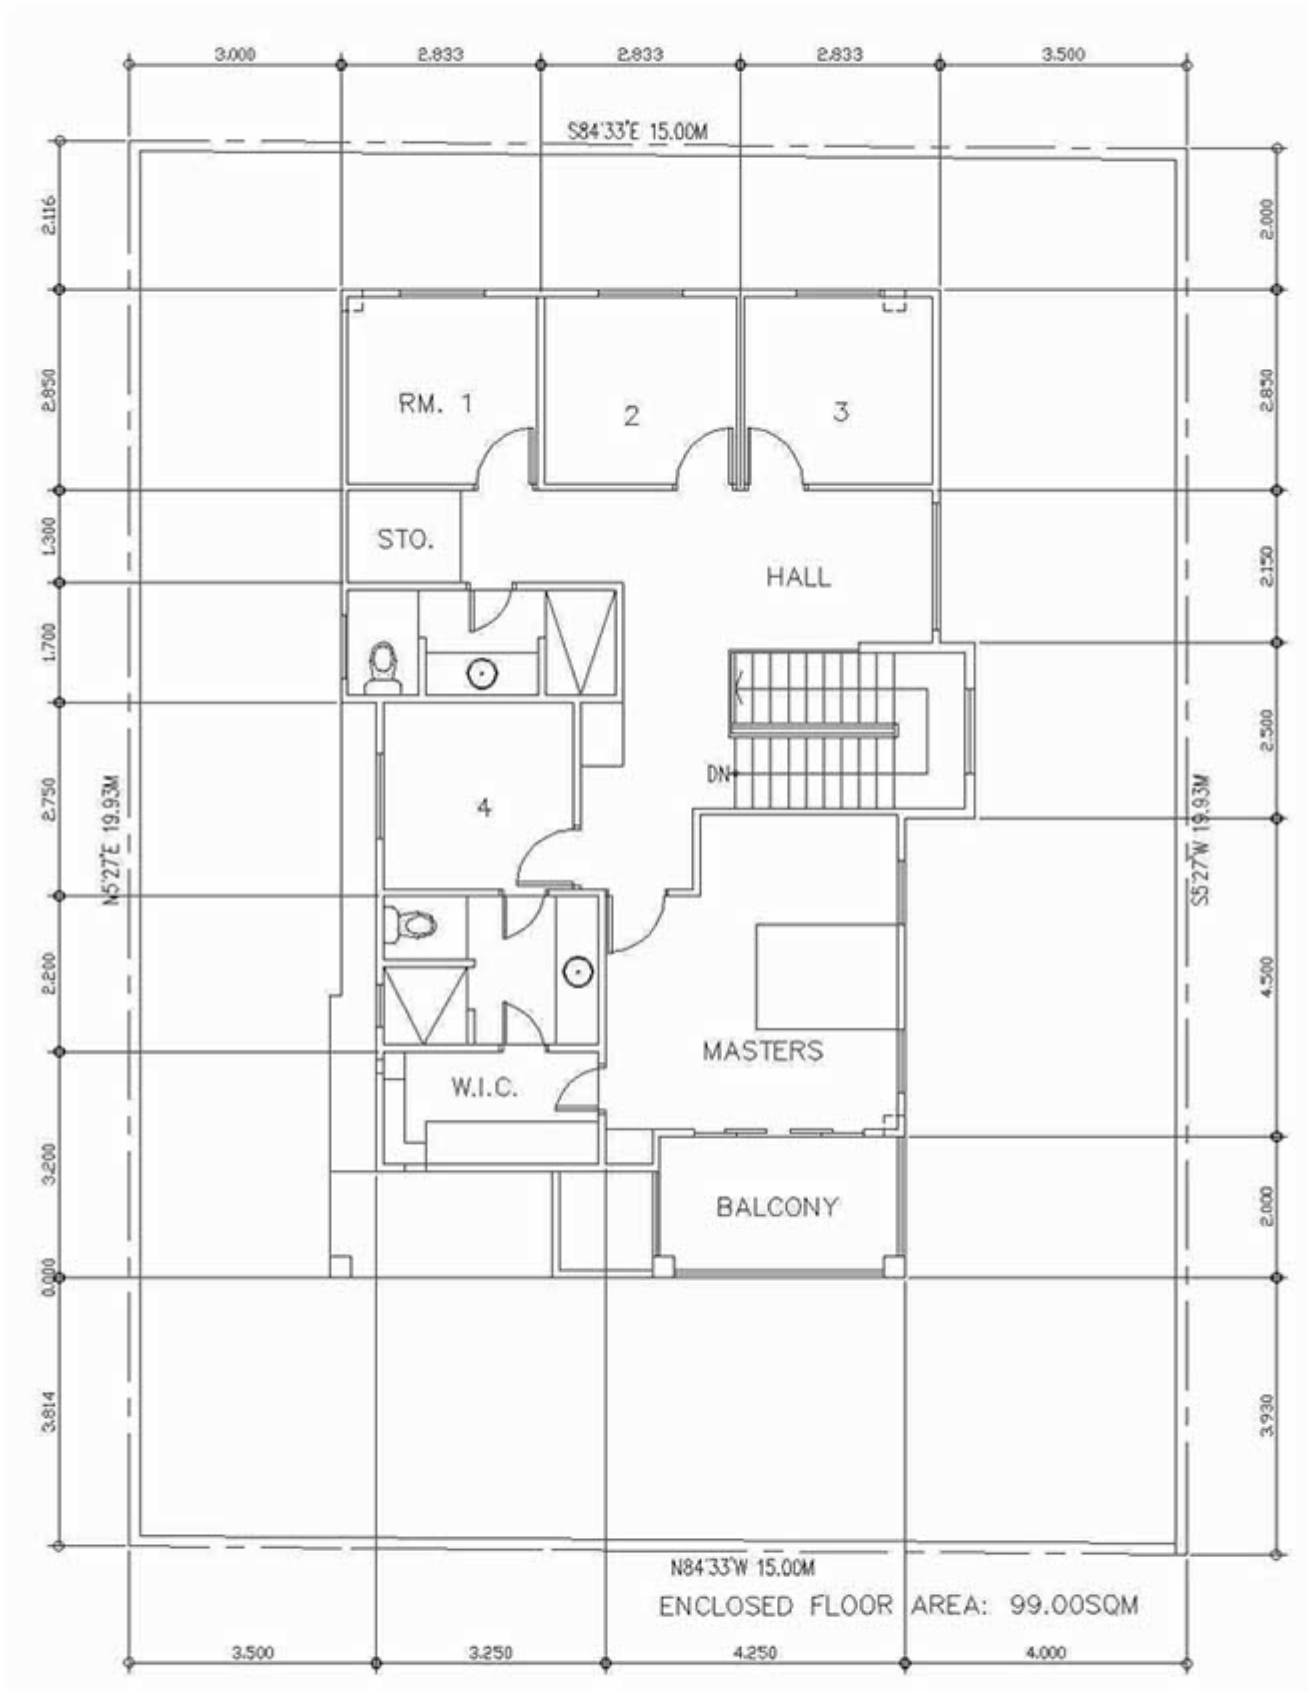 3.000 2.833 2.833 2.833 3.500
S84°33'E 15.00M
2.116
2.000
2.850
2.850
RM. 1
2
3
1.300
STO.
HALL
2.150
1.700
2.500
DN
2.750
4
N5°27'E 19.93M
S5°27'W 19.93M
2.200
4.500
MASTERS
W.I.C.
3.200
BALCONY
2.000
0.000
3.814
3.930
N84°33'W 15.00M
ENCLOSED FLOOR AREA: 99.00SQM
3.500 3.250 4.250 4.000